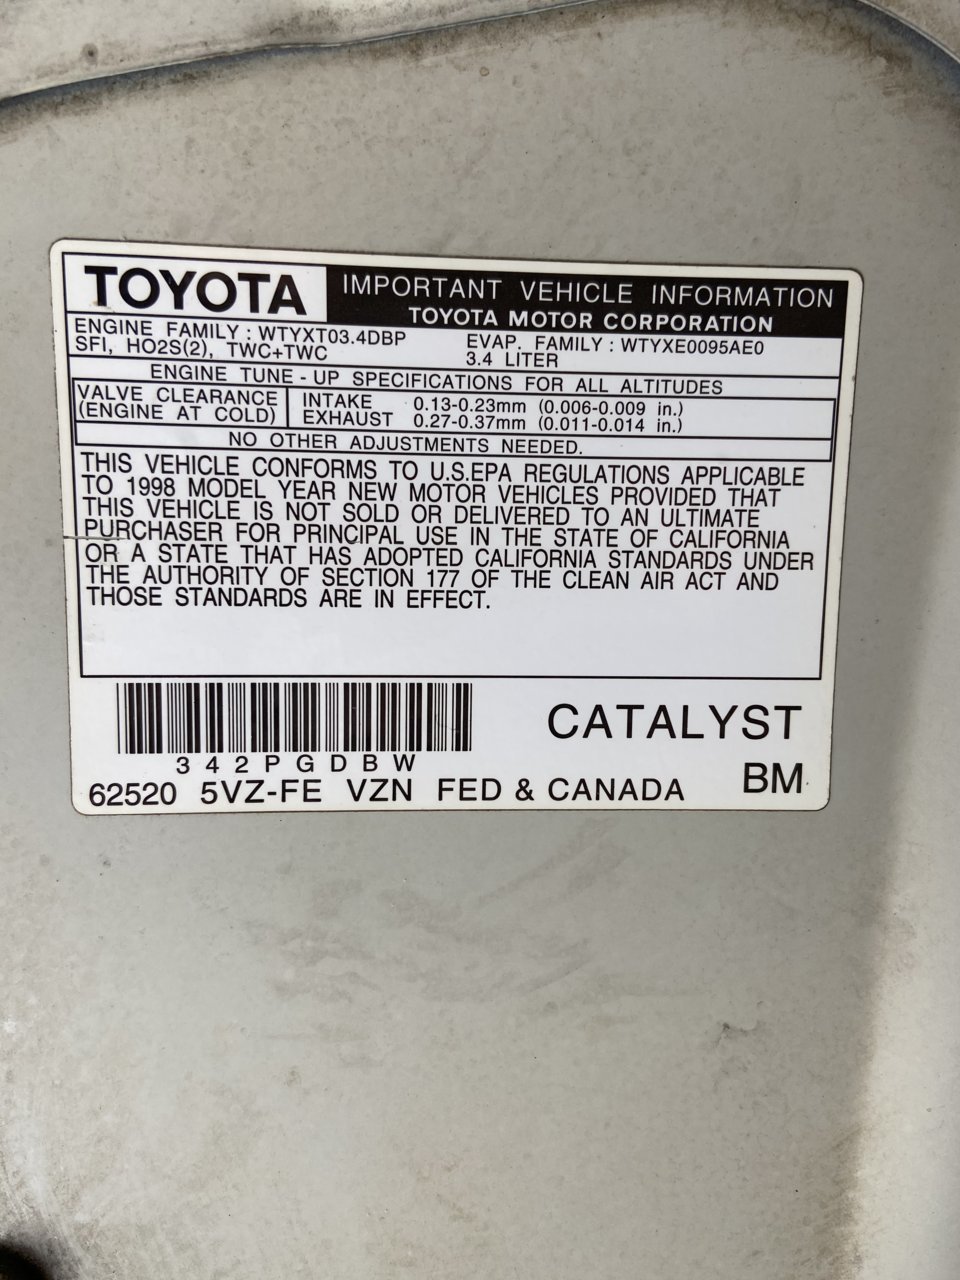 TOYOTA IMPORTANT VEHICLE INFORMATION
TOYOTA MOTOR CORPORATION
ENGINE FAMILY : WTYXT03.4DBP EVAP. FAMILY : WTYXE0095AE0
SFI, HO2S(2), TWC+TWC 3.4 LITER
ENGINE TUNE - UP SPECIFICATIONS FOR ALL ALTITUDES
VALVE CLEARANCE INTAKE 0.13-0.23mm (0.006-0.009 in.)
(ENGINE AT COLD) EXHAUST 0.27-0.37mm (0.011-0.014 in.)
NO OTHER ADJUSTMENTS NEEDED.
THIS VEHICLE CONFORMS TO U.S.EPA REGULATIONS APPLICABLE
TO 1998 MODEL YEAR NEW MOTOR VEHICLES PROVIDED THAT
THIS VEHICLE IS NOT SOLD OR DELIVERED TO AN ULTIMATE
PURCHASER FOR PRINCIPAL USE IN THE STATE OF CALIFORNIA
OR A STATE THAT HAS ADOPTED CALIFORNIA STANDARDS UNDER
THE AUTHORITY OF SECTION 177 OF THE CLEAN AIR ACT AND
THOSE STANDARDS ARE IN EFFECT.
CATALYST
342PGDBW
62520 5VZ-FE VZN FED & CANADA BM